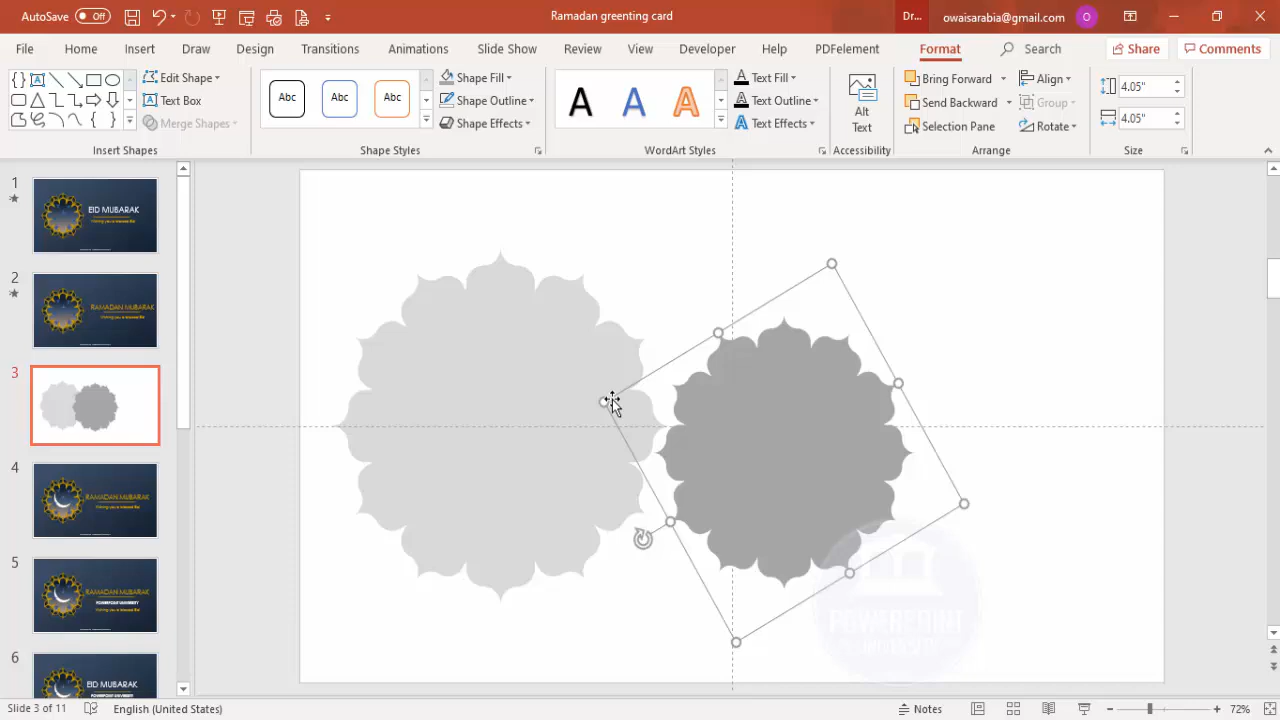 AutoSave Off
Ramadan greenting card
Dr...
owaisarabia@gmail.com
O
File Home Insert Draw Design Transitions Animations Slide Show Review View Developer Help PDFelement Format Search Share Comments
Edit Shape
Text Box
Merge Shapes
Insert Shapes
Abc Abc Abc
Shape Fill
Shape Outline
Shape Effects
Shape Styles
A A A
Text Fill
Text Outline
Text Effects
WordArt Styles
Alt
Text
Accessibility
Bring Forward
Send Backward
Selection Pane
Align
Group
Rotate
Arrange
4.05"
4.05"
Size
1
EID MUBARAK
2
RAMADAN MUBARAK
3
4
RAMADAN MUBARAK
5
RAMADAN MUBARAK
POWERPOINT UNIVERSITY
6
EID MUBARAK
POWERPOINT UNIVERSITY
POWERPOINT
UNIVERSITY
Slide 3 of 11
English (United States)
Notes
72%